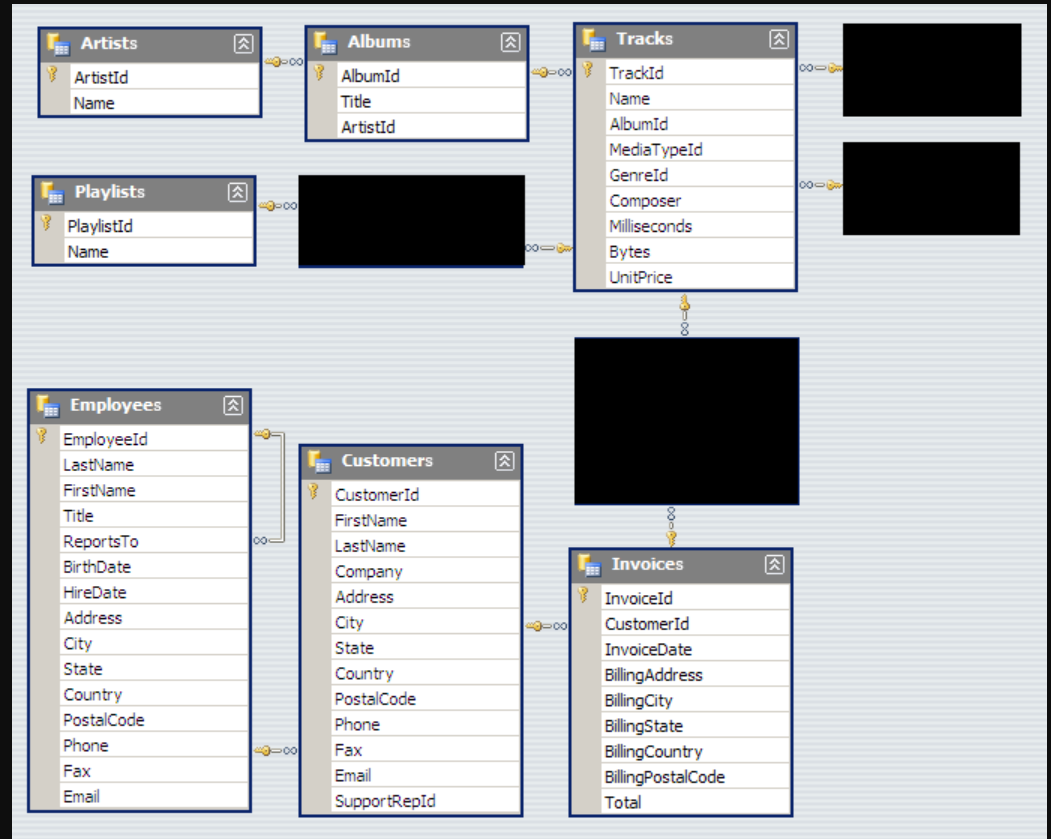 Artists
ArtistId
Name
Albums
AlbumId
Title
ArtistId
Tracks
TrackId
Name
AlbumId
MediaTypeId
GenreId
Composer
Milliseconds
Bytes
UnitPrice
Playlists
PlaylistId
Name
Employees
EmployeeId
LastName
FirstName
Title
ReportsTo
BirthDate
HireDate
Address
City
State
Country
PostalCode
Phone
Fax
Email
Customers
CustomerId
FirstName
LastName
Company
Address
City
State
Country
PostalCode
Phone
Fax
Email
SupportRepId
Invoices
InvoiceId
CustomerId
InvoiceDate
BillingAddress
BillingCity
BillingState
BillingCountry
BillingPostalCode
Total